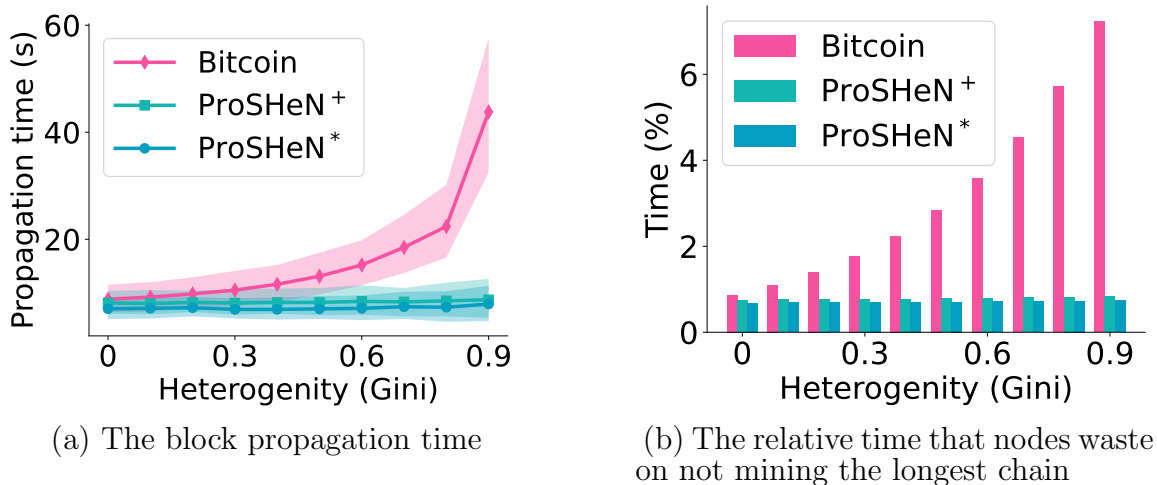 Propagation time (s)
60
40
20
Bitcoin
ProSHeN+
ProSHeN*
0 0.3 0.6 0.9
Heterogenity (Gini)
(a) The block propagation time
Time (%)
6
4
2
0
Bitcoin
ProSHeN+
ProSHeN*
0 0.3 0.6 0.9
Heterogenity (Gini)
(b) The relative time that nodes waste
on not mining the longest chain